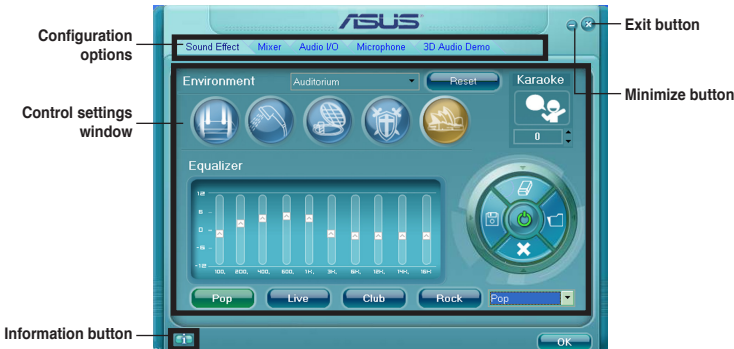 ASUS
Exit button
Configuration options
Sound Effect Mixer Audio I/O Microphone 3D Audio Demo
Minimize button
Environment Auditorium Reset Karaoke
Control settings window
0
Equalizer
12
6
0
-6
-12
100, 200, 400, 600, 1K, 3K, 6K, 12K, 14K, 16K
Pop Live Club Rock Pop
Information button
i
OK